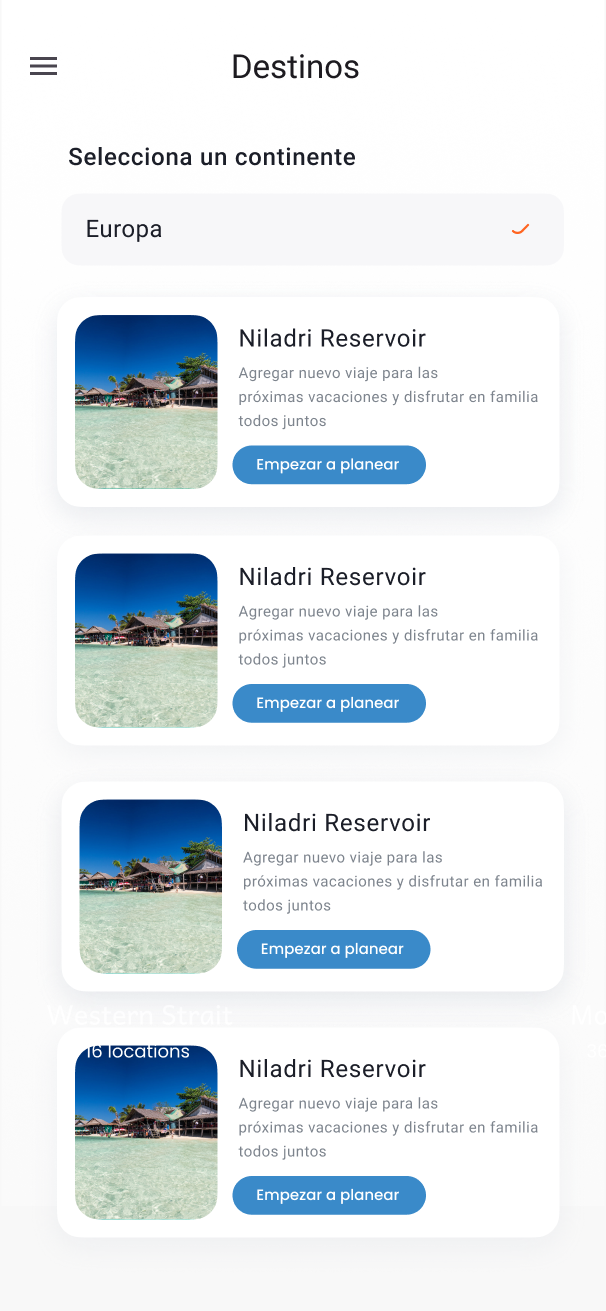 Destinos
Selecciona un continente
Europa
Niladri Reservoir
Agregar nuevo viaje para las
próximas vacaciones y disfrutar en familia
todos juntos
Empezar a planear
Niladri Reservoir
Agregar nuevo viaje para las
próximas vacaciones y disfrutar en familia
todos juntos
Empezar a planear
Niladri Reservoir
Agregar nuevo viaje para las
próximas vacaciones y disfrutar en familia
todos juntos
Empezar a planear
Western Strait
16 locations
Niladri Reservoir
Agregar nuevo viaje para las
próximas vacaciones y disfrutar en familia
todos juntos
Empezar a planear